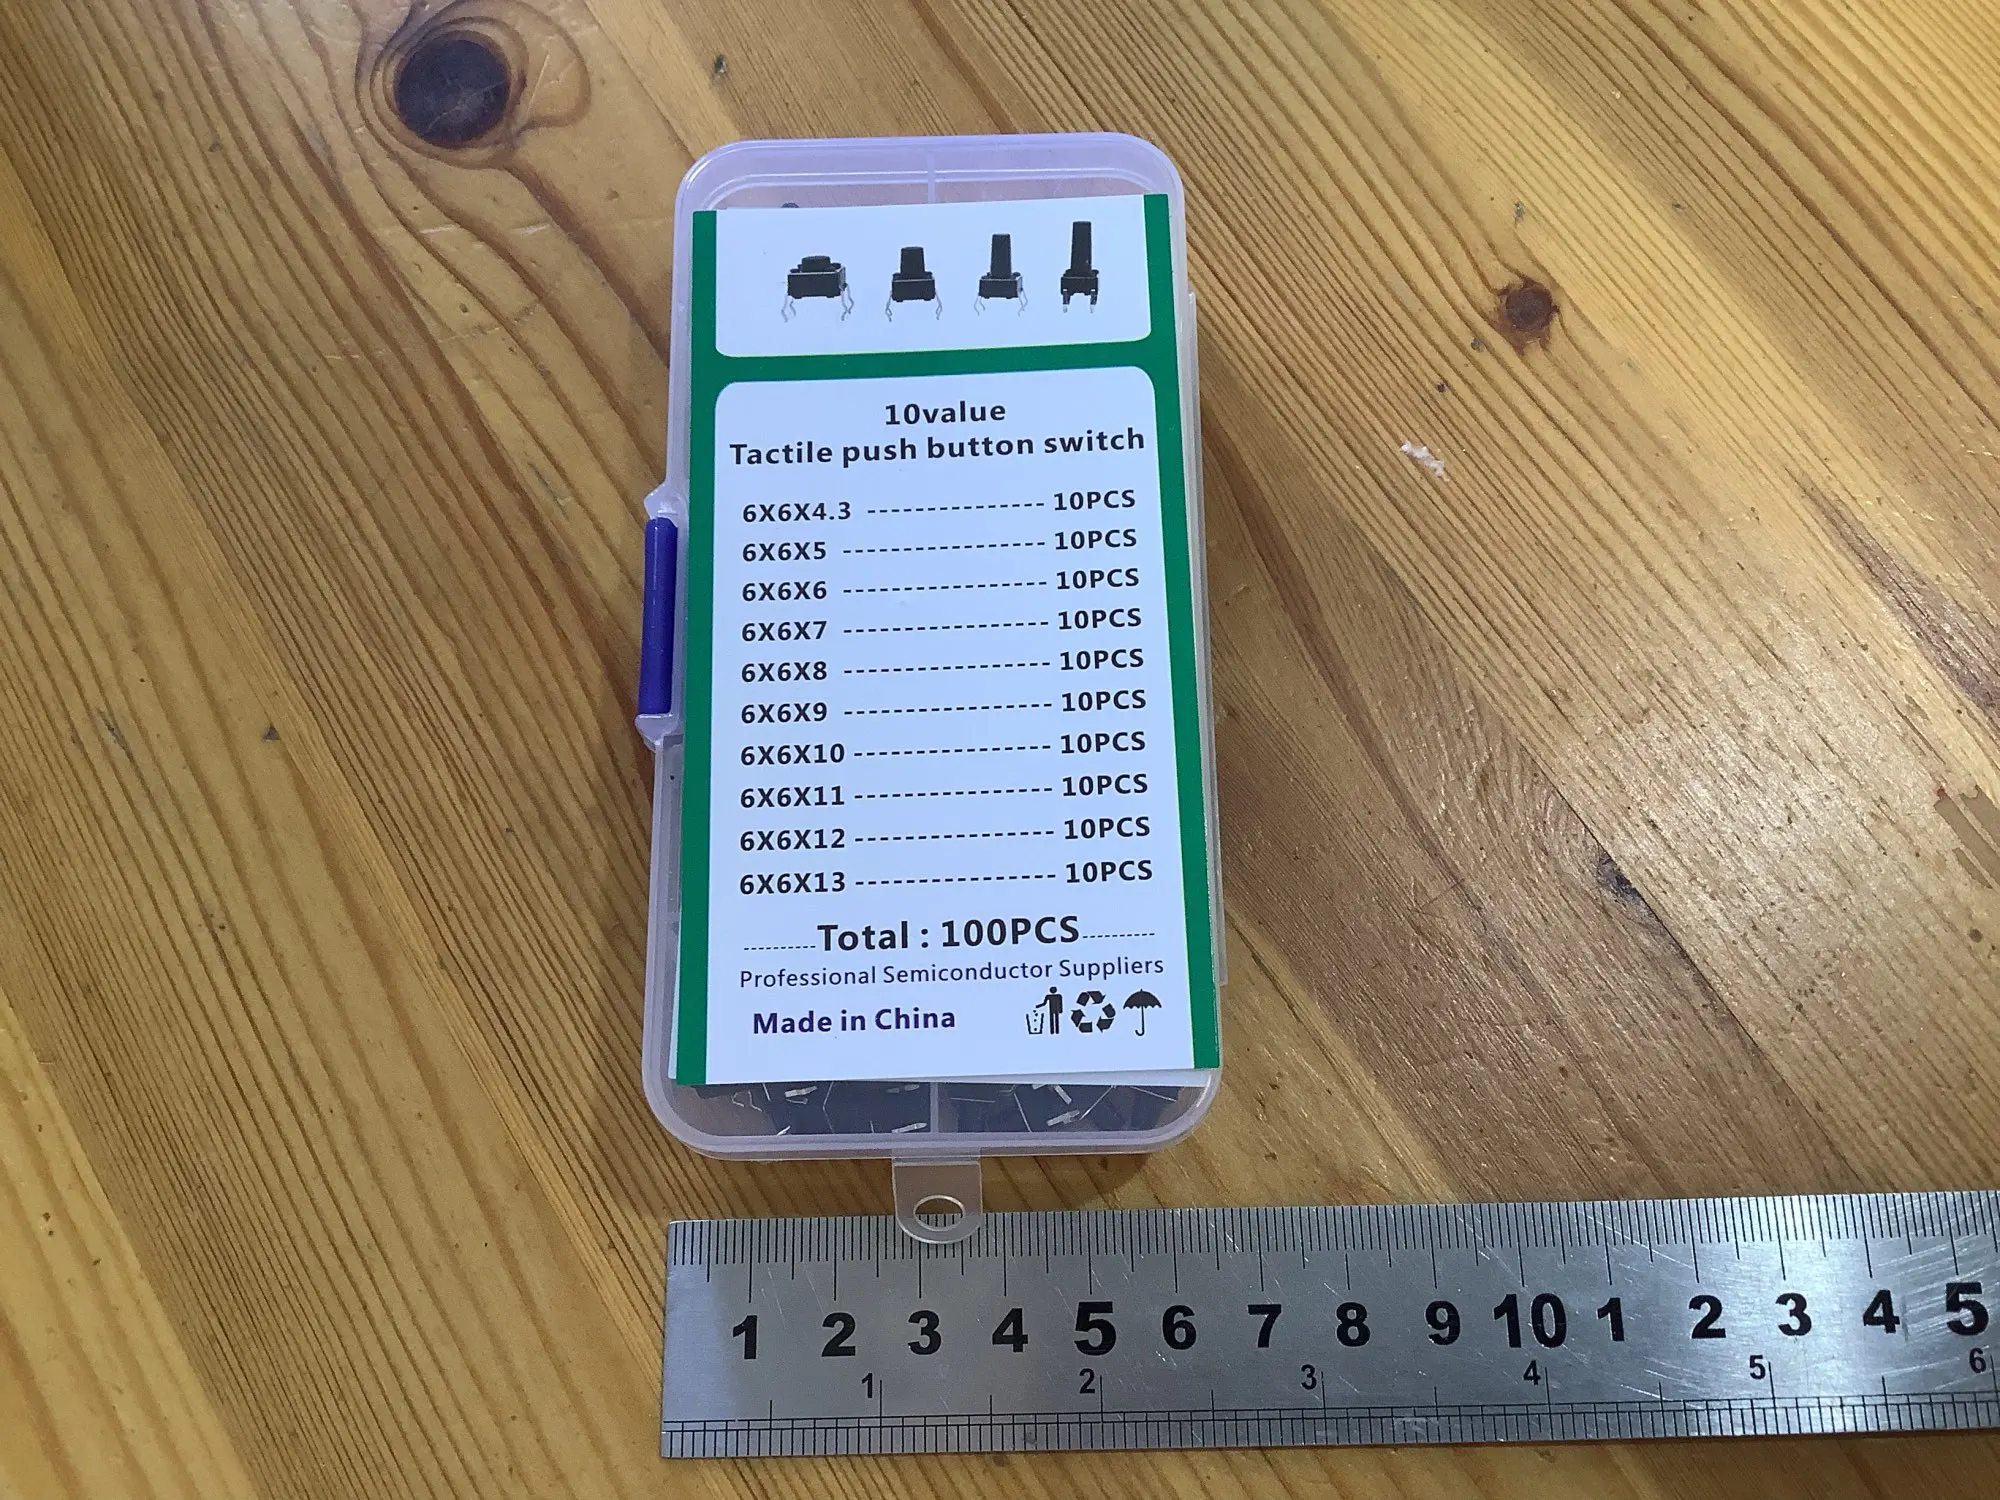 10value
Tactile push button switch
6X6X4.3 --------------- 10PCS
6X6X5 ----------------- 10PCS
6X6X6 ----------------- 10PCS
6X6X7 ----------------- 10PCS
6X6X8 ----------------- 10PCS
6X6X9 ----------------- 10PCS
6X6X10 ---------------- 10PCS
6X6X11 ---------------- 10PCS
6X6X12 ---------------- 10PCS
6X6X13 ---------------- 10PCS
----------Total : 100PCS----------
Professional Semiconductor Suppliers
Made in China
1 2 3 4 5 6 7 8 9 10 1 2 3 4 5
1 2 3 4 5 6